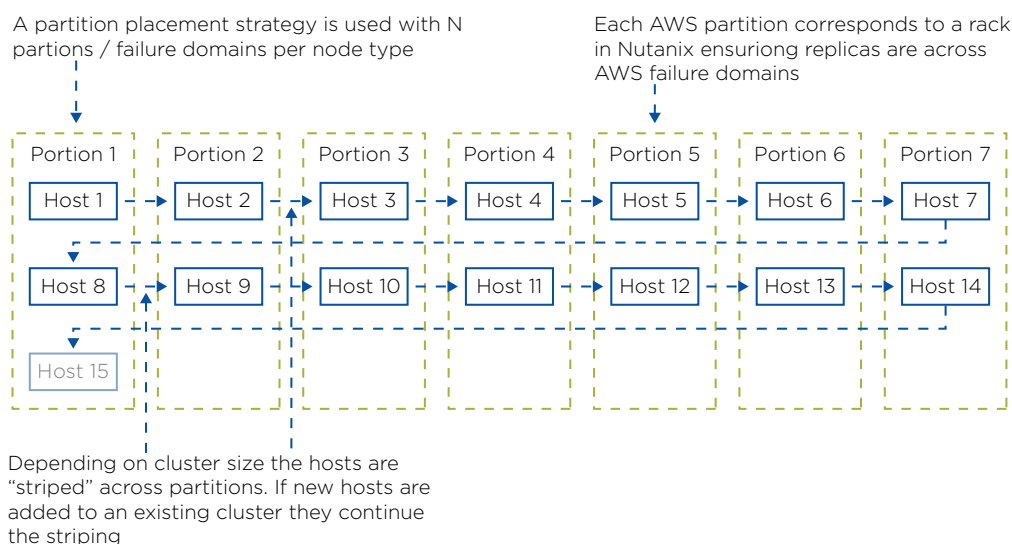 A partition placement strategy is used with N
partions / failure domains per node type
Each AWS partition corresponds to a rack
in Nutanix ensuriong replicas are across
AWS failure domains
Portion 1
Portion 2
Portion 3
Portion 4
Portion 5
Portion 6
Portion 7
Host 1
Host 2
Host 3
Host 4
Host 5
Host 6
Host 7
Host 8
Host 9
Host 10
Host 11
Host 12
Host 13
Host 14
Host 15
Depending on cluster size the hosts are
“striped” across partitions. If new hosts are
added to an existing cluster they continue
the striping